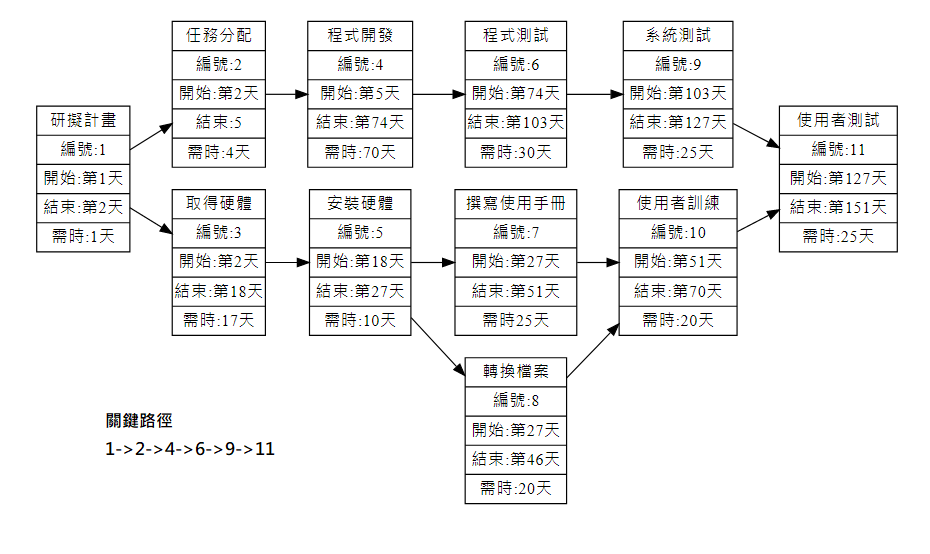 研擬計畫
編號:1
開始:第1天
結束:第2天
需時:1天
任務分配
編號:2
開始:第2天
結束:5
需時:4天
程式開發
編號:4
開始:第5天
結束:第74天
需時:70天
程式測試
編號:6
開始:第74天
結束:第103天
需時:30天
系統測試
編號:9
開始:第103天
結束:第127天
需時:25天
取得硬體
編號:3
開始:第2天
結束:第18天
需時:17天
安裝硬體
編號:5
開始:第18天
結束:第27天
需時:10天
撰寫使用手冊
編號:7
開始:第27天
結束:第51天
需時25天
使用者訓練
編號:10
開始:第51天
結束:第70天
需時:20天
轉換檔案
編號:8
開始:第27天
結束:第46天
需時:20天
使用者測試
編號:11
開始:第127天
結束:第151天
需時:25天
關鍵路徑
1->2->4->6->9->11